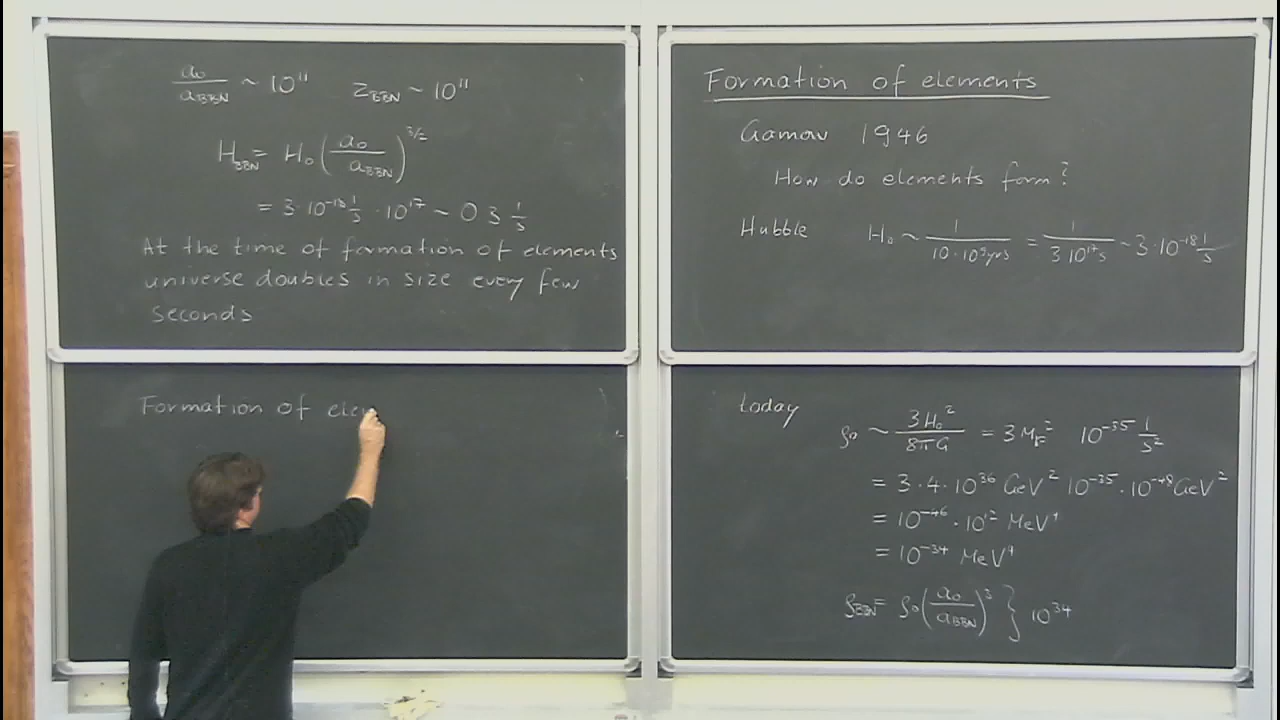 Formation of elements
Gamow 1946
How do elements form?
Hubble H₀ ~ 1/(10·10⁹yrs) = 1/(3 10¹⁷s) ~ 3·10⁻¹⁸ 1/s
today ρ₀ ~ 3H₀²/(8πG) = 3 M_P² 10⁻³⁵ 1/s²
= 3·4·10³⁶ GeV² 10⁻³⁵·10⁻⁴⁸ GeV²
= 10⁻⁴⁶·10¹² MeV⁴
= 10⁻³⁴ MeV⁴
ρ_BBN = ρ₀(a₀/a_BBN)³ } 10³⁴
a₀/a_BBN ~ 10¹¹ z_BBN ~ 10¹¹
H_BBN = H₀(a₀/a_BBN)^(3/2)
= 3·10⁻¹⁸ 1/s · 10¹⁷ ~ 0 3 1/s
At the time of formation of elements
universe doubles in size every few
seconds
Formation of ele